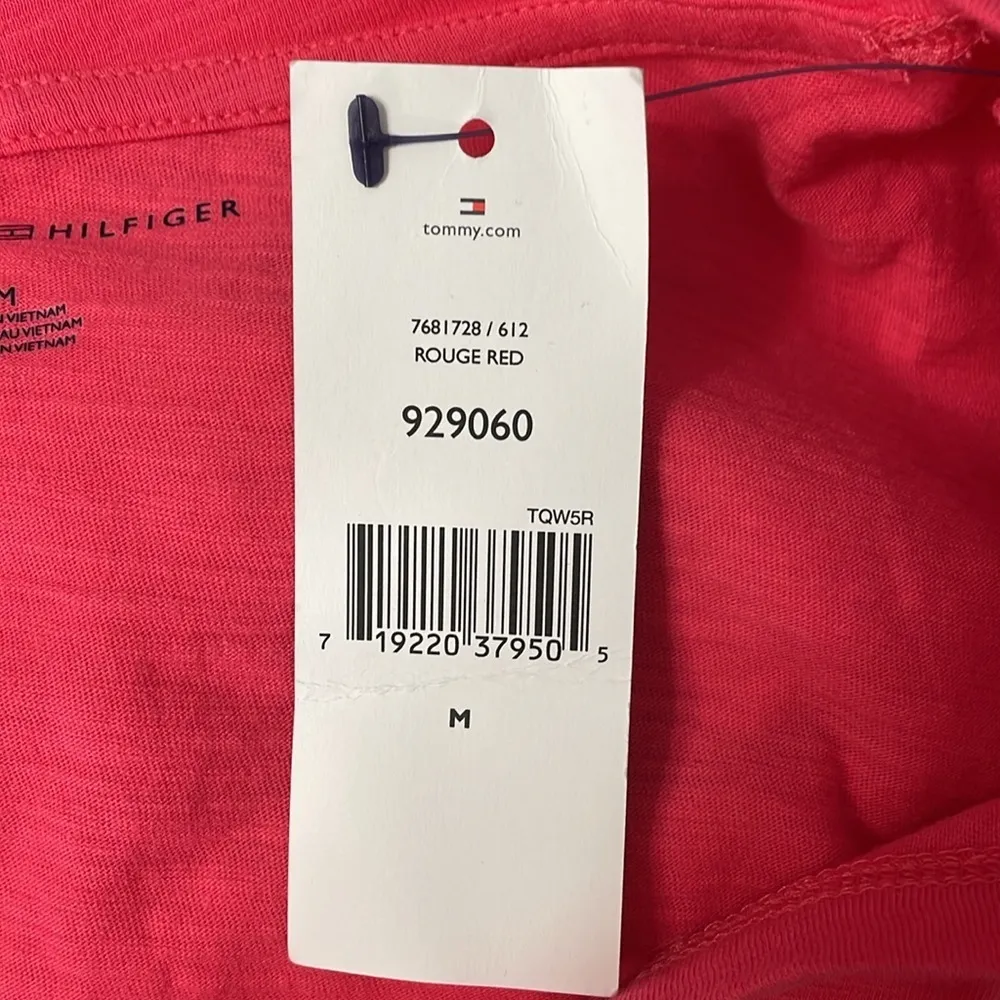 HILFIGER
M
VIETNAM
AU VIETNAM
N VIETNAM
tommy.com
7681728 / 612
ROUGE RED
929060
TQW5R
7 19220 37950 5
M